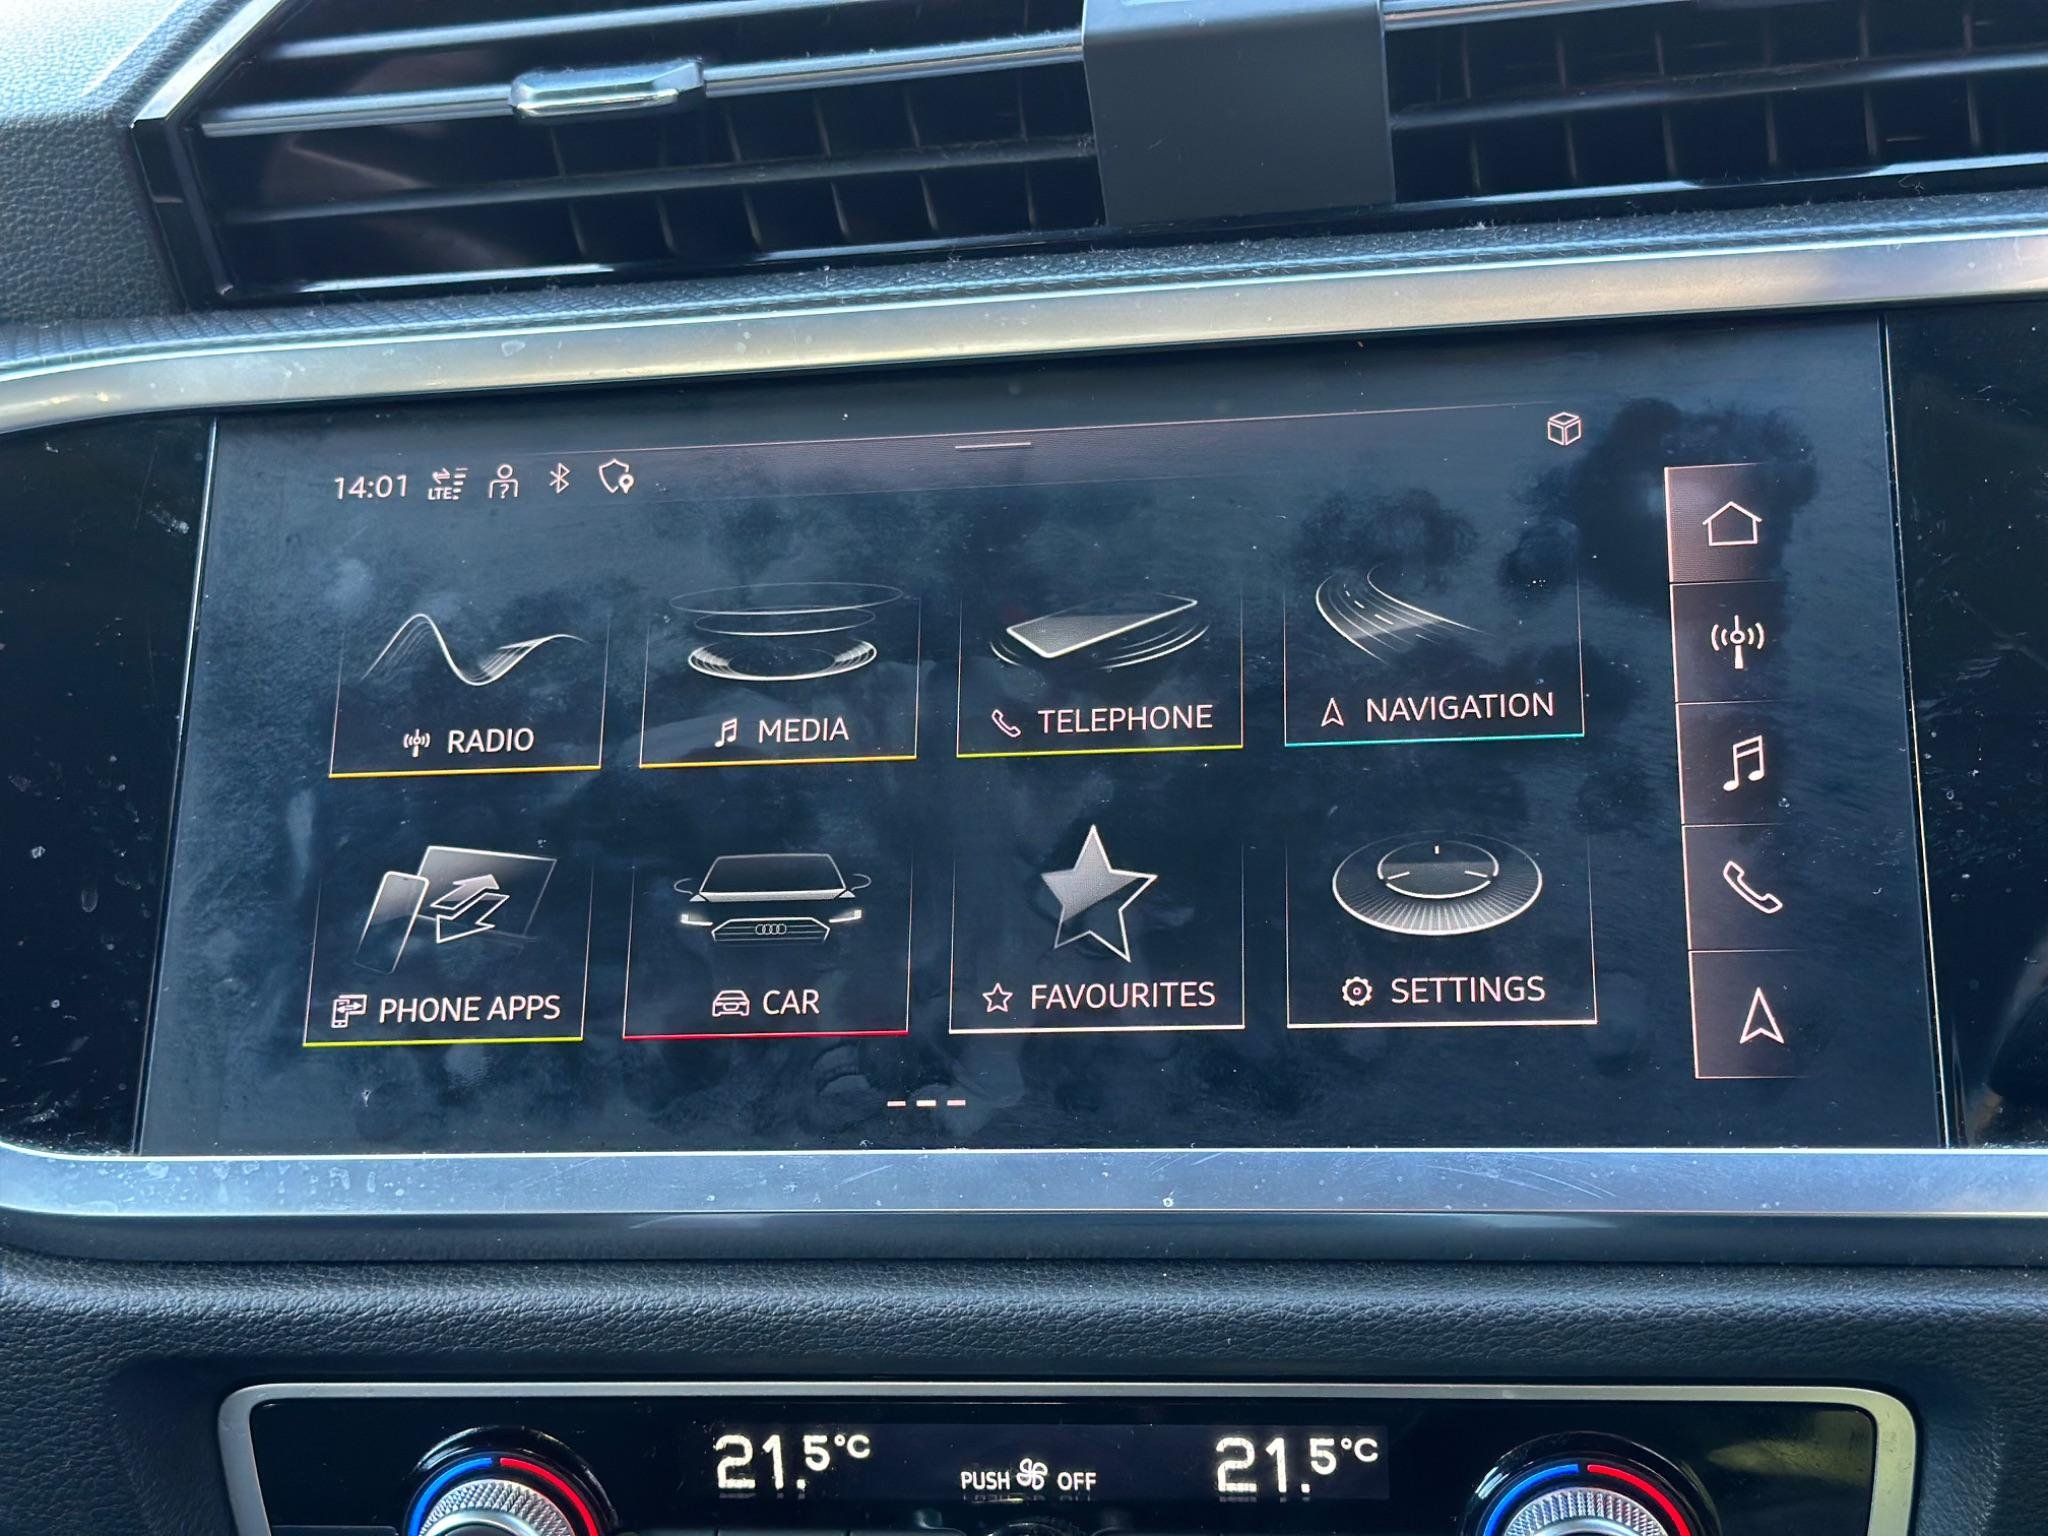 14:01 LTE
RADIO
MEDIA
TELEPHONE
NAVIGATION
PHONE APPS
CAR
FAVOURITES
SETTINGS
21.5°C
PUSH OFF
21.5°C